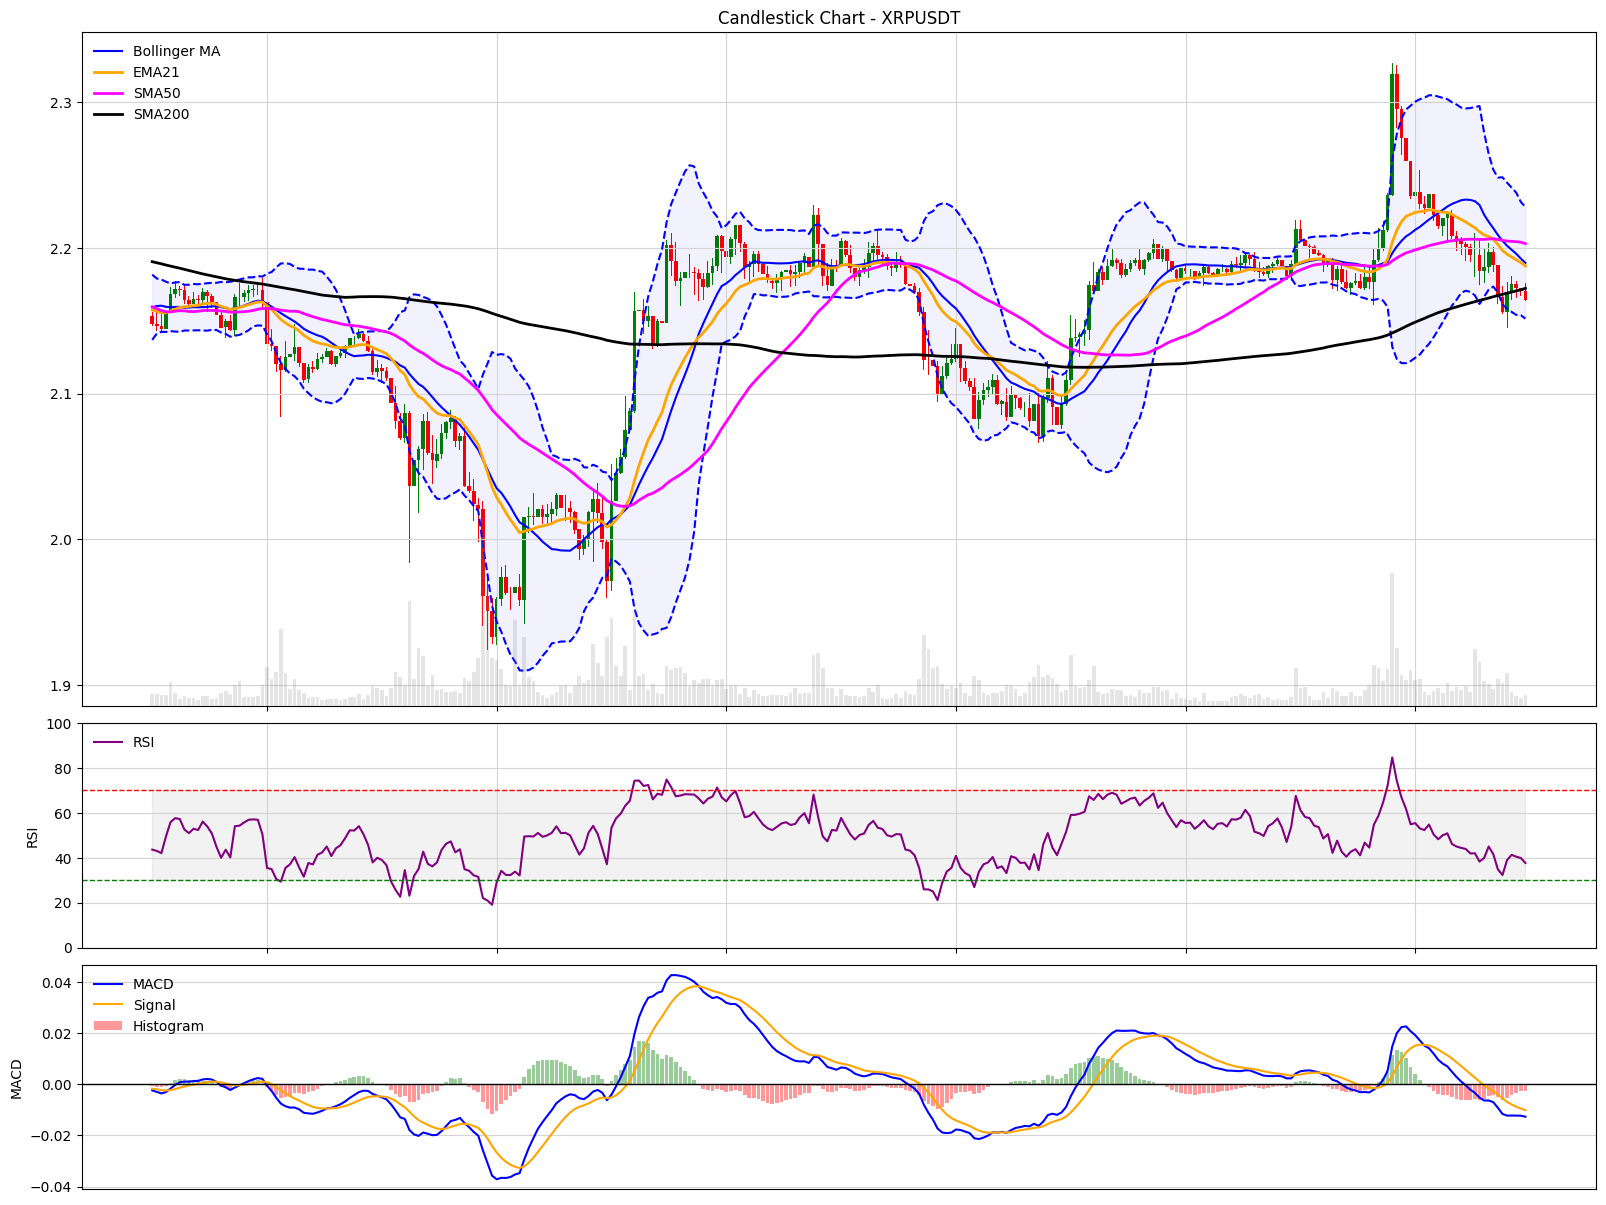 Candlestick Chart - XRPUSDT
Bollinger MA
EMA21
SMA50
SMA200
2.3
2.2
2.1
2.0
1.9
RSI
RSI
100
80
60
40
20
0
MACD
Signal
Histogram
MACD
0.04
0.02
0.00
−0.02
−0.04